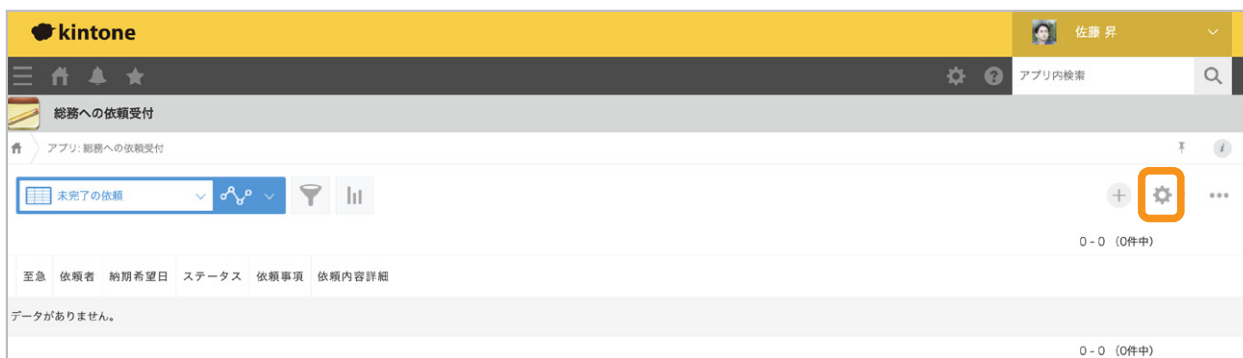 kintone
佐藤 昇
アプリ内検索
総務への依頼受付
アプリ: 総務への依頼受付
未完了の依頼
0 - 0 （0件中）
至急 依頼者 納期希望日 ステータス 依頼事項 依頼内容詳細
データがありません。
0 - 0 （0件中）